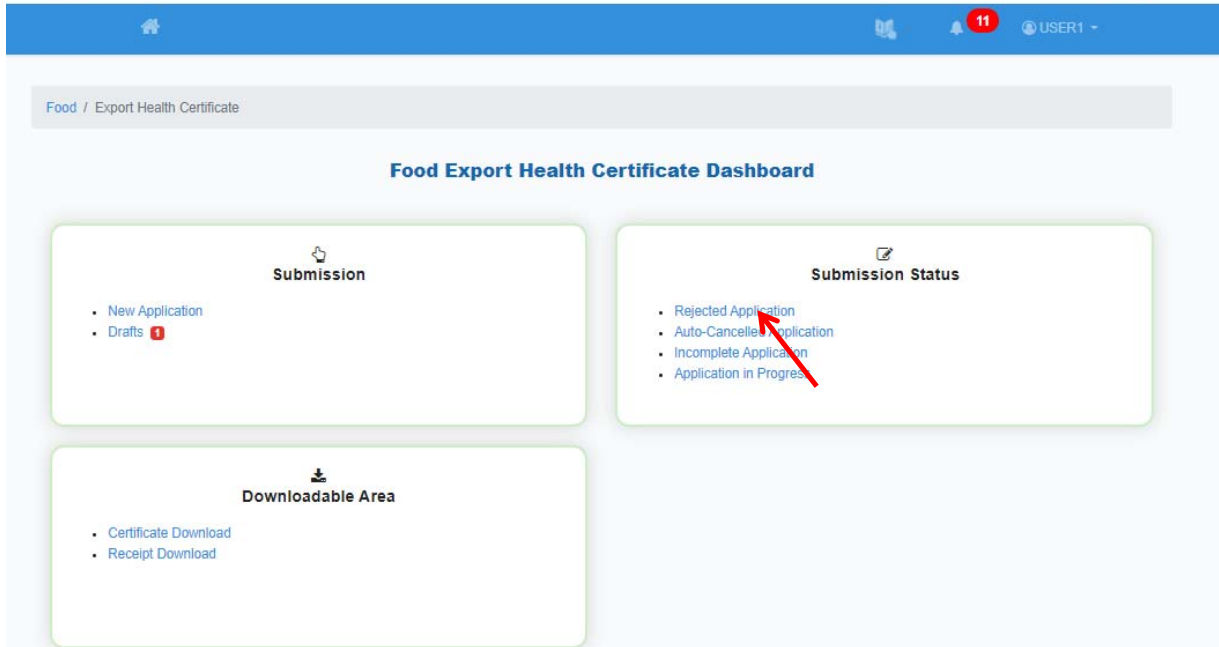 11
USER1
Food / Export Health Certificate
Food Export Health Certificate Dashboard
Submission
New Application
Drafts 1
Submission Status
Rejected Application
Auto-Cancelled Application
Incomplete Application
Application in Progress
Downloadable Area
Certificate Download
Receipt Download